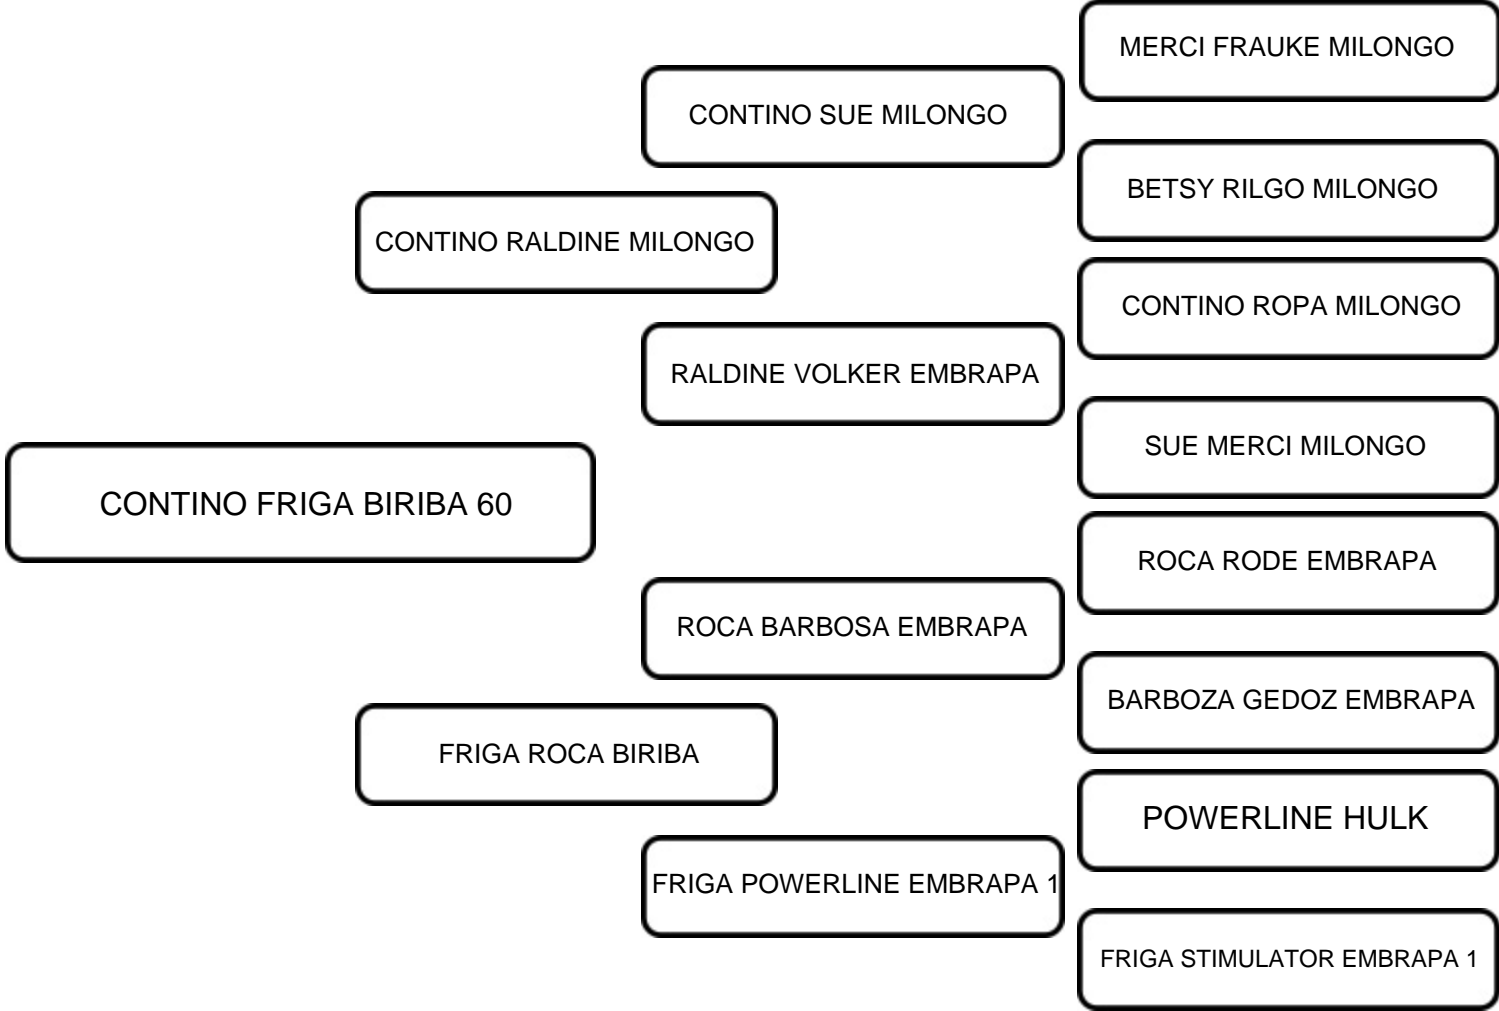 MERCI FRAUKE MILONGO
CONTINO SUE MILONGO
BETSY RILGO MILONGO
CONTINO RALDINE MILONGO
CONTINO ROPA MILONGO
RALDINE VOLKER EMBRAPA
SUE MERCI MILONGO
CONTINO FRIGA BIRIBA 60
ROCA RODE EMBRAPA
ROCA BARBOSA EMBRAPA
BARBOZA GEDOZ EMBRAPA
FRIGA ROCA BIRIBA
POWERLINE HULK
FRIGA POWERLINE EMBRAPA 1
FRIGA STIMULATOR EMBRAPA 1